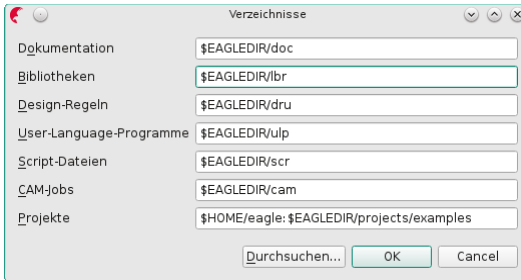 Verzeichnisse
Dokumentation $EAGLEDIR/doc
Bibliotheken $EAGLEDIR/lbr
Design-Regeln $EAGLEDIR/dru
User-Language-Programme $EAGLEDIR/ulp
Script-Dateien $EAGLEDIR/scr
CAM-Jobs $EAGLEDIR/cam
Projekte $HOME/eagle:$EAGLEDIR/projects/examples
Durchsuchen... OK Cancel